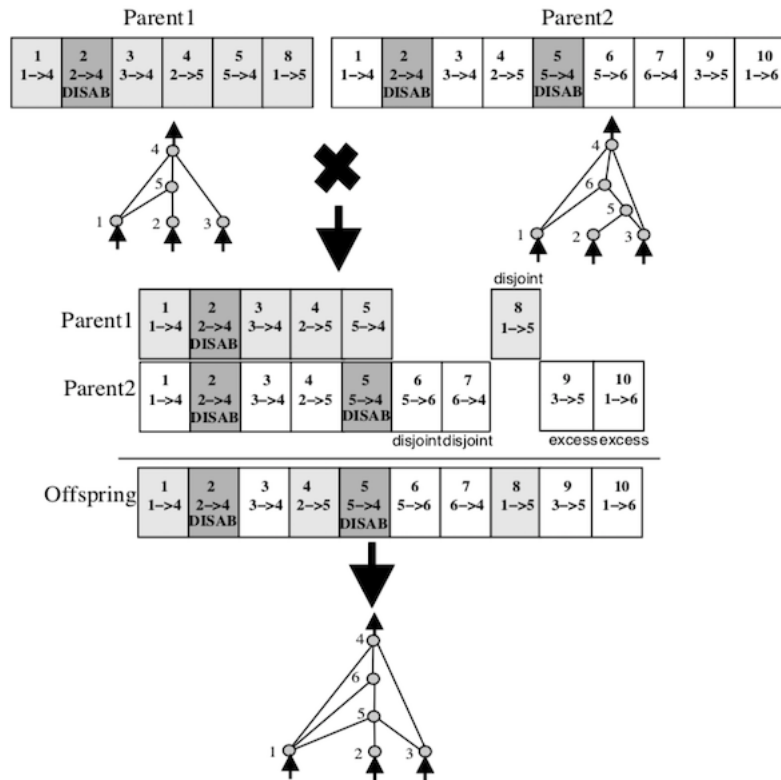 Parent1 Parent2
1 2 3 4 5 8 1 2 3 4 5 6 7 9 10
1->4 2->4 3->4 2->5 5->4 1->5 1->4 2->4 3->4 2->5 5->4 5->6 6->4 3->5 1->6
DISAB DISAB DISAB
4 4
5 6
5
1 2 3 1 2 3
disjoint
Parent1 1 2 3 4 5 8
1->4 2->4 3->4 2->5 5->4 1->5
DISAB
Parent2 1 2 3 4 5 6 7 9 10
1->4 2->4 3->4 2->5 5->4 5->6 6->4 3->5 1->6
DISAB DISAB
disjoint disjoint excess excess
Offspring 1 2 3 4 5 6 7 8 9 10
1->4 2->4 3->4 2->5 5->4 5->6 6->4 1->5 3->5 1->6
DISAB DISAB
4
6
5
1 2 3